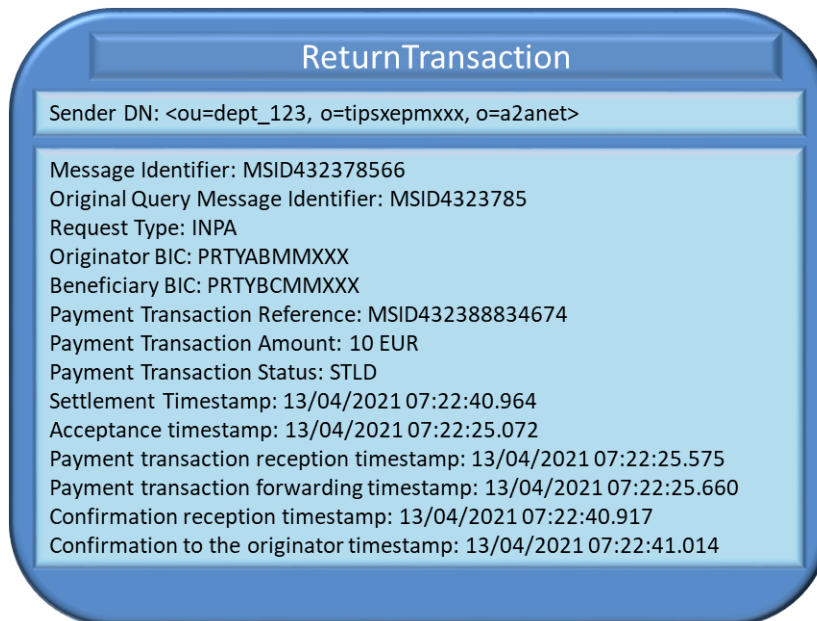 ReturnTransaction
Sender DN: <ou=dept_123, o=tipsxepmxxx, o=a2anet>
Message Identifier: MSID432378566
Original Query Message Identifier: MSID4323785
Request Type: INPA
Originator BIC: PRTYABMMXXX
Beneficiary BIC: PRTYBCMMXXX
Payment Transaction Reference: MSID432388834674
Payment Transaction Amount: 10 EUR
Payment Transaction Status: STLD
Settlement Timestamp: 13/04/2021 07:22:40.964
Acceptance timestamp: 13/04/2021 07:22:25.072
Payment transaction reception timestamp: 13/04/2021 07:22:25.575
Payment transaction forwarding timestamp: 13/04/2021 07:22:25.660
Confirmation reception timestamp: 13/04/2021 07:22:40.917
Confirmation to the originator timestamp: 13/04/2021 07:22:41.014